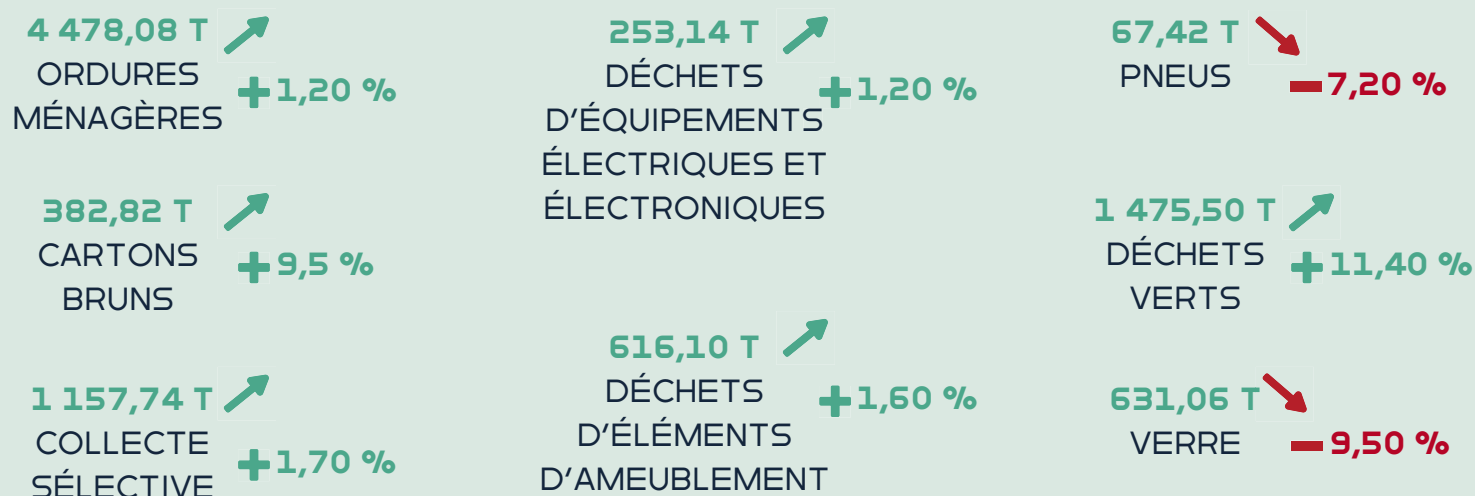 4 478,08 T
ORDURES
MÉNAGÈRES
+1,20 %
382,82 T
CARTONS
BRUNS
+9,5 %
1 157,74 T
COLLECTE
SÉLECTIVE
+1,70 %
253,14 T
DÉCHETS
D'ÉQUIPEMENTS
ÉLECTRIQUES ET
ÉLECTRONIQUES
+1,20 %
616,10 T
DÉCHETS
D'ÉLÉMENTS
D'AMEUBLEMENT
+1,60 %
67,42 T
PNEUS
-7,20 %
1 475,50 T
DÉCHETS
VERTS
+11,40 %
631,06 T
VERRE
-9,50 %